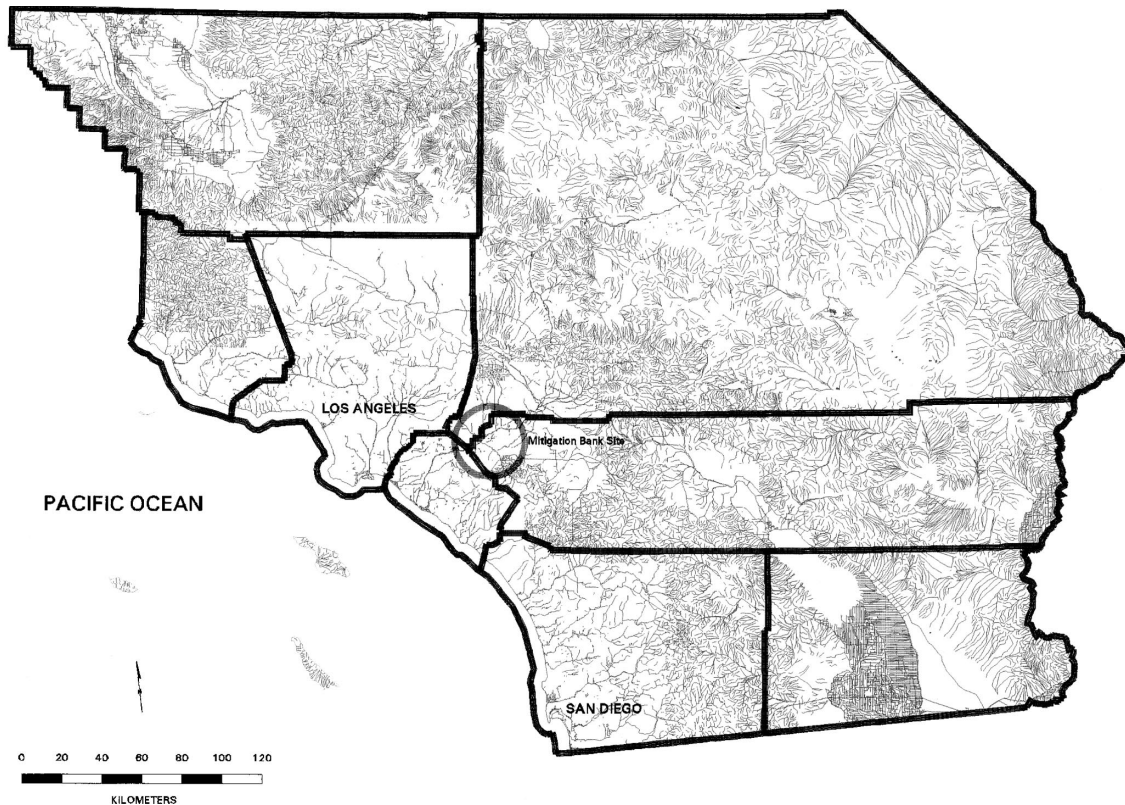 LOS ANGELES
Mitigation Bank Site
PACIFIC OCEAN
SAN DIEGO
0 20 40 60 80 100 120
KILOMETERS